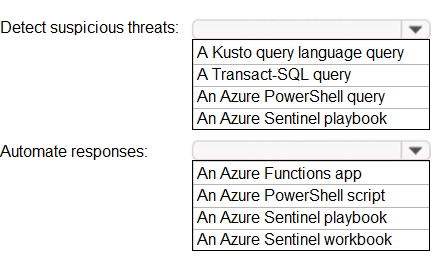 Detect suspicious threats:
A Kusto query language query
A Transact-SQL query
An Azure PowerShell query
An Azure Sentinel playbook
Automate responses:
An Azure Functions app
An Azure PowerShell script
An Azure Sentinel playbook
An Azure Sentinel workbook